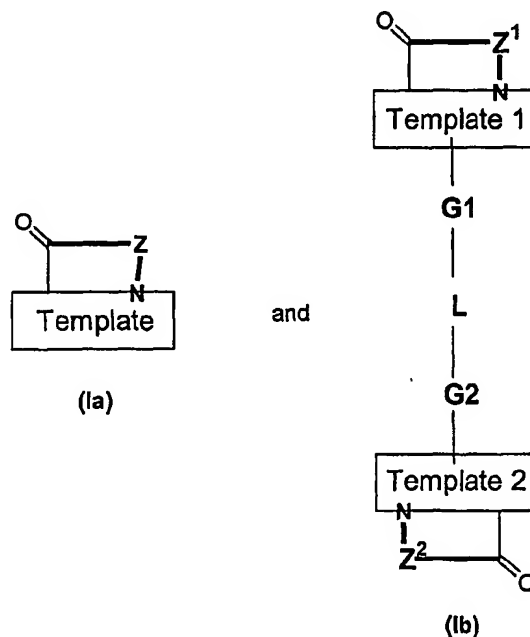 O Z
N
Template
(Ia)
and
O Z¹
N
Template 1
G1
L
G2
Template 2
N
Z²
O
(Ib)